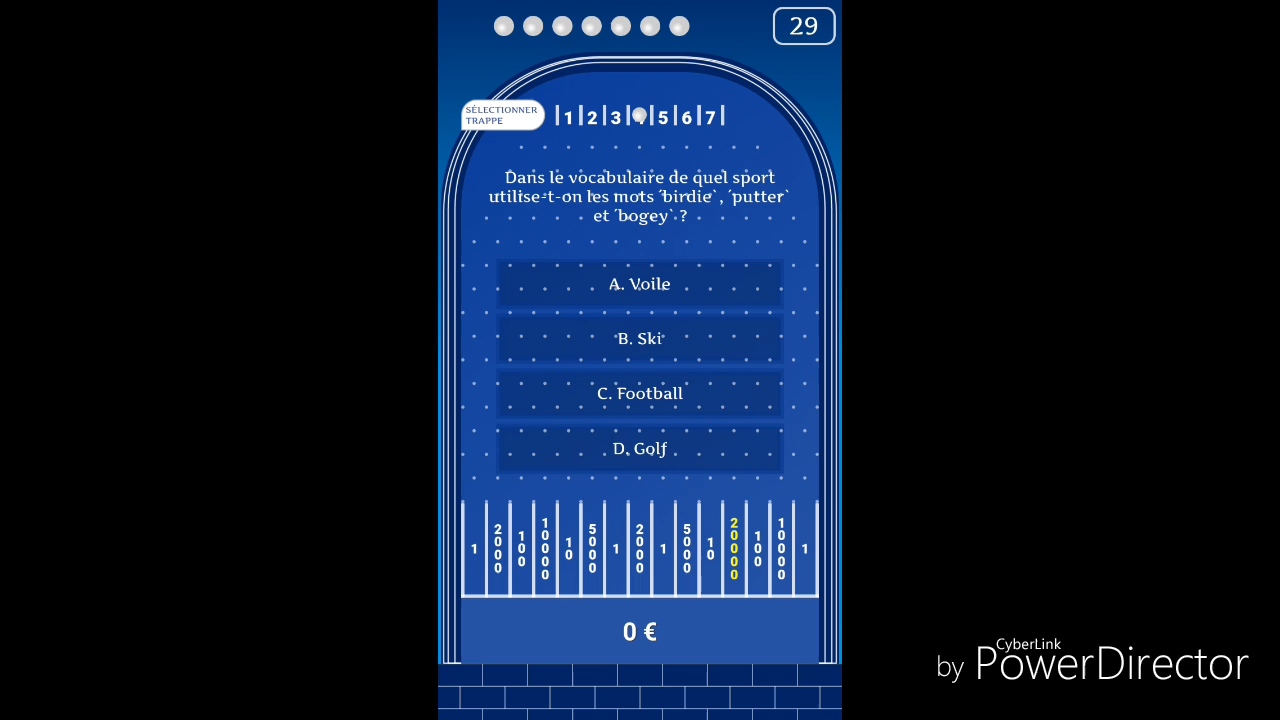 29
SÉLECTIONNER
TRAPPE
1 2 3 4 5 6 7
Dans le vocabulaire de quel sport
utilise-t-on les mots ´birdie`, ´putter`
et ´bogey` ?
A. Voile
B. Ski
C. Football
D. Golf
1 2000 100 10000 10 5000 1 2000 1 5000 10 20000 100 10000 1
0 €
CyberLink
by PowerDirector